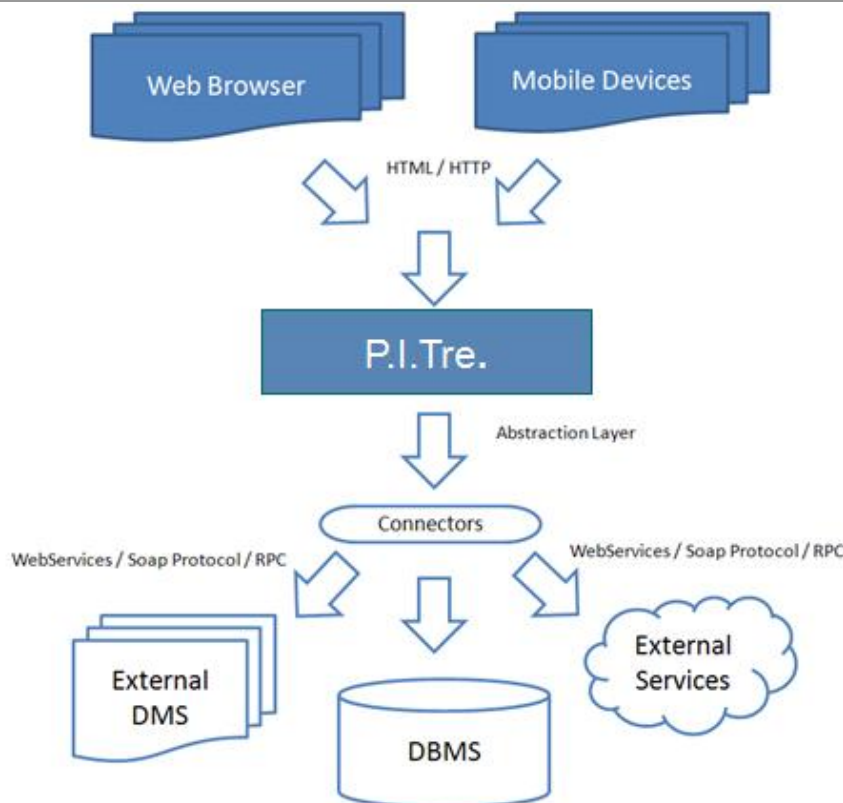 Web Browser
Mobile Devices
HTML / HTTP
P.I.Tre.
Abstraction Layer
Connectors
WebServices / Soap Protocol / RPC
WebServices / Soap Protocol / RPC
External
DMS
DBMS
External
Services